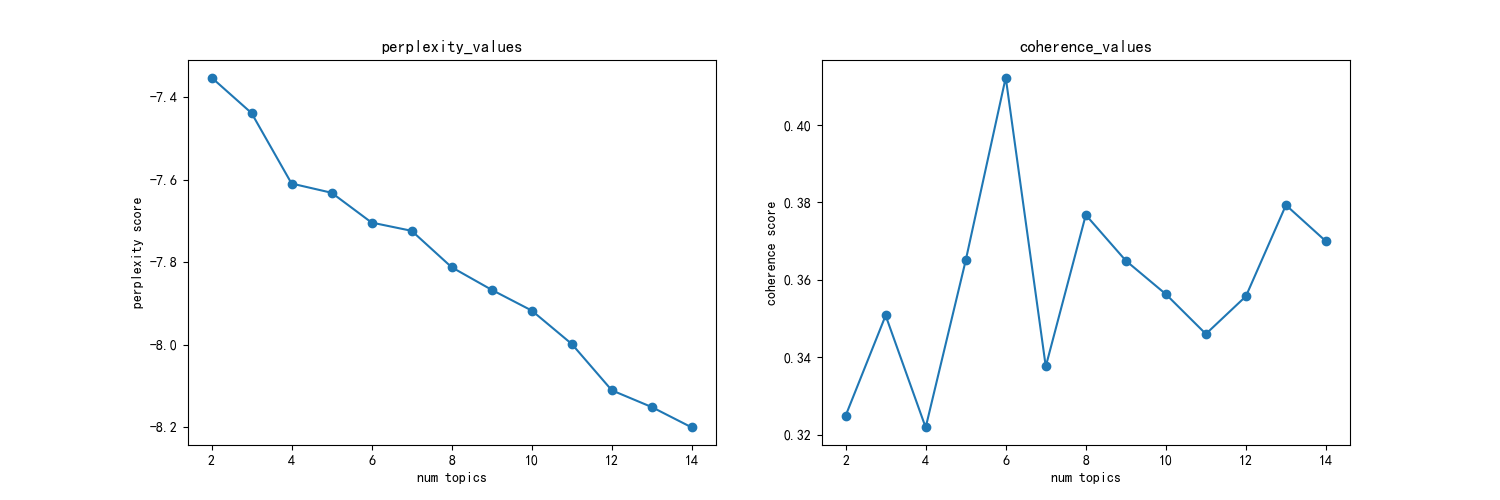 perplexity_values
perplexity score
-7.4
-7.6
-7.8
-8.0
-8.2
2 4 6 8 10 12 14
num topics
coherence_values
coherence score
0.40
0.38
0.36
0.34
0.32
2 4 6 8 10 12 14
num topics